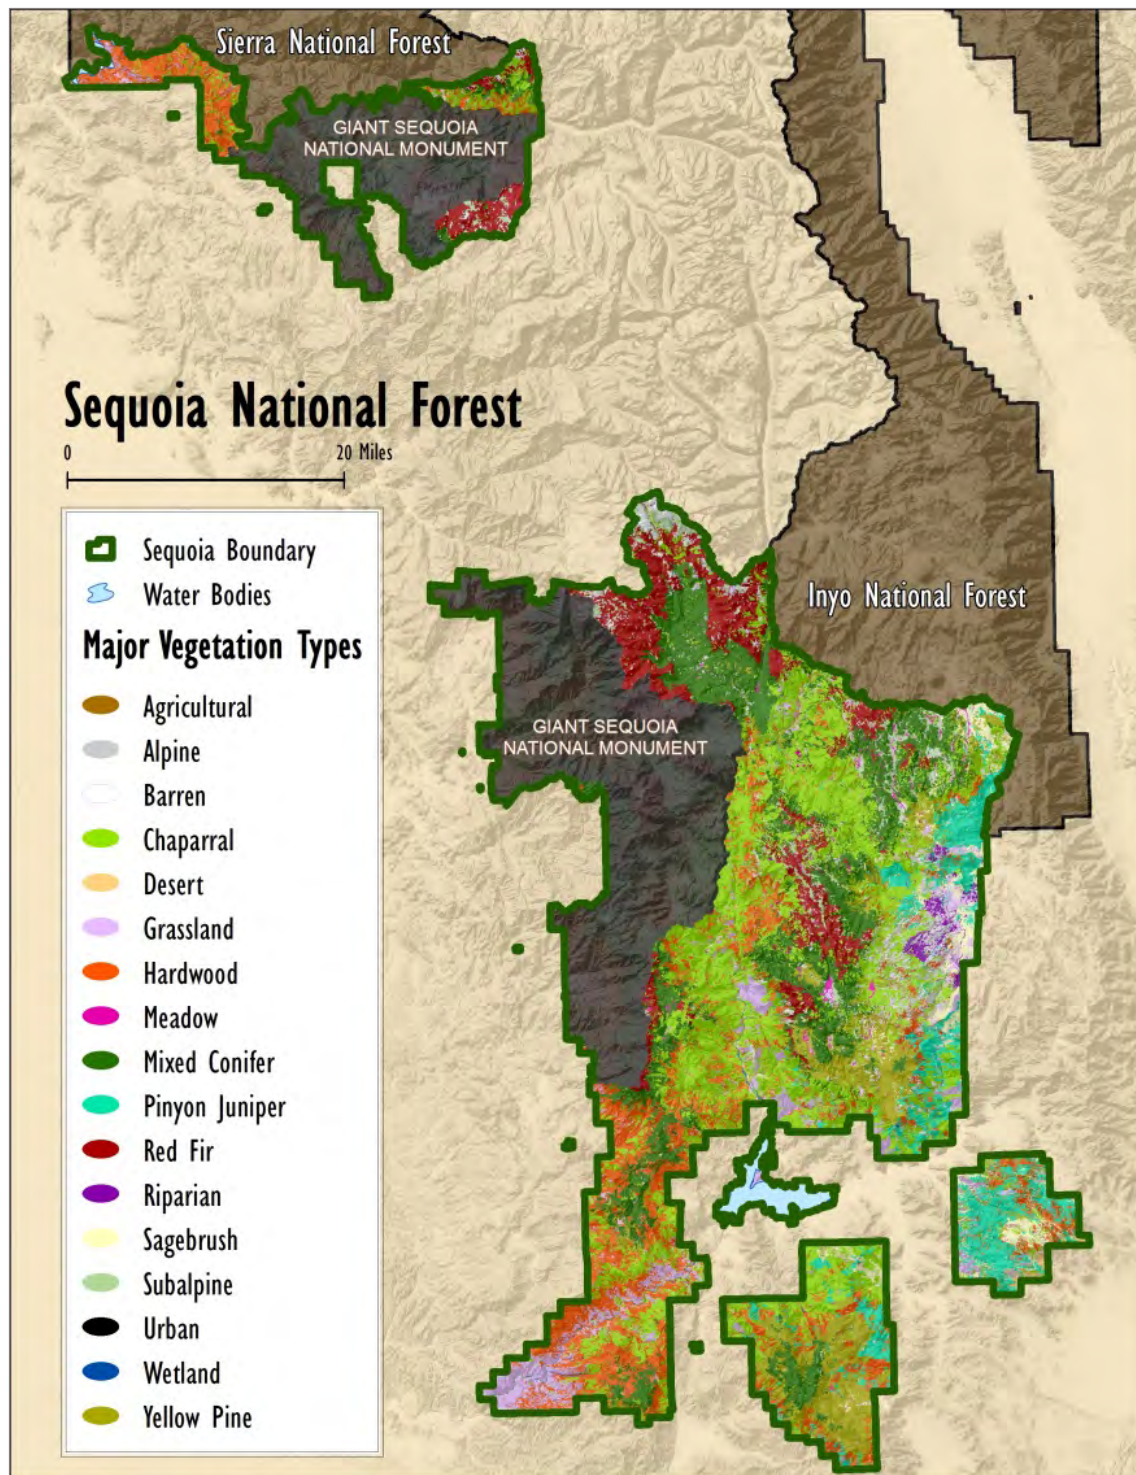 Sierra National Forest
GIANT SEQUOIA
NATIONAL MONUMENT
Sequoia National Forest
0 20 Miles
Sequoia Boundary
Water Bodies
Major Vegetation Types
Agricultural
Alpine
Barren
Chaparral
Desert
Grassland
Hardwood
Meadow
Mixed Conifer
Pinyon Juniper
Red Fir
Riparian
Sagebrush
Subalpine
Urban
Wetland
Yellow Pine
Inyo National Forest
GIANT SEQUOIA
NATIONAL MONUMENT